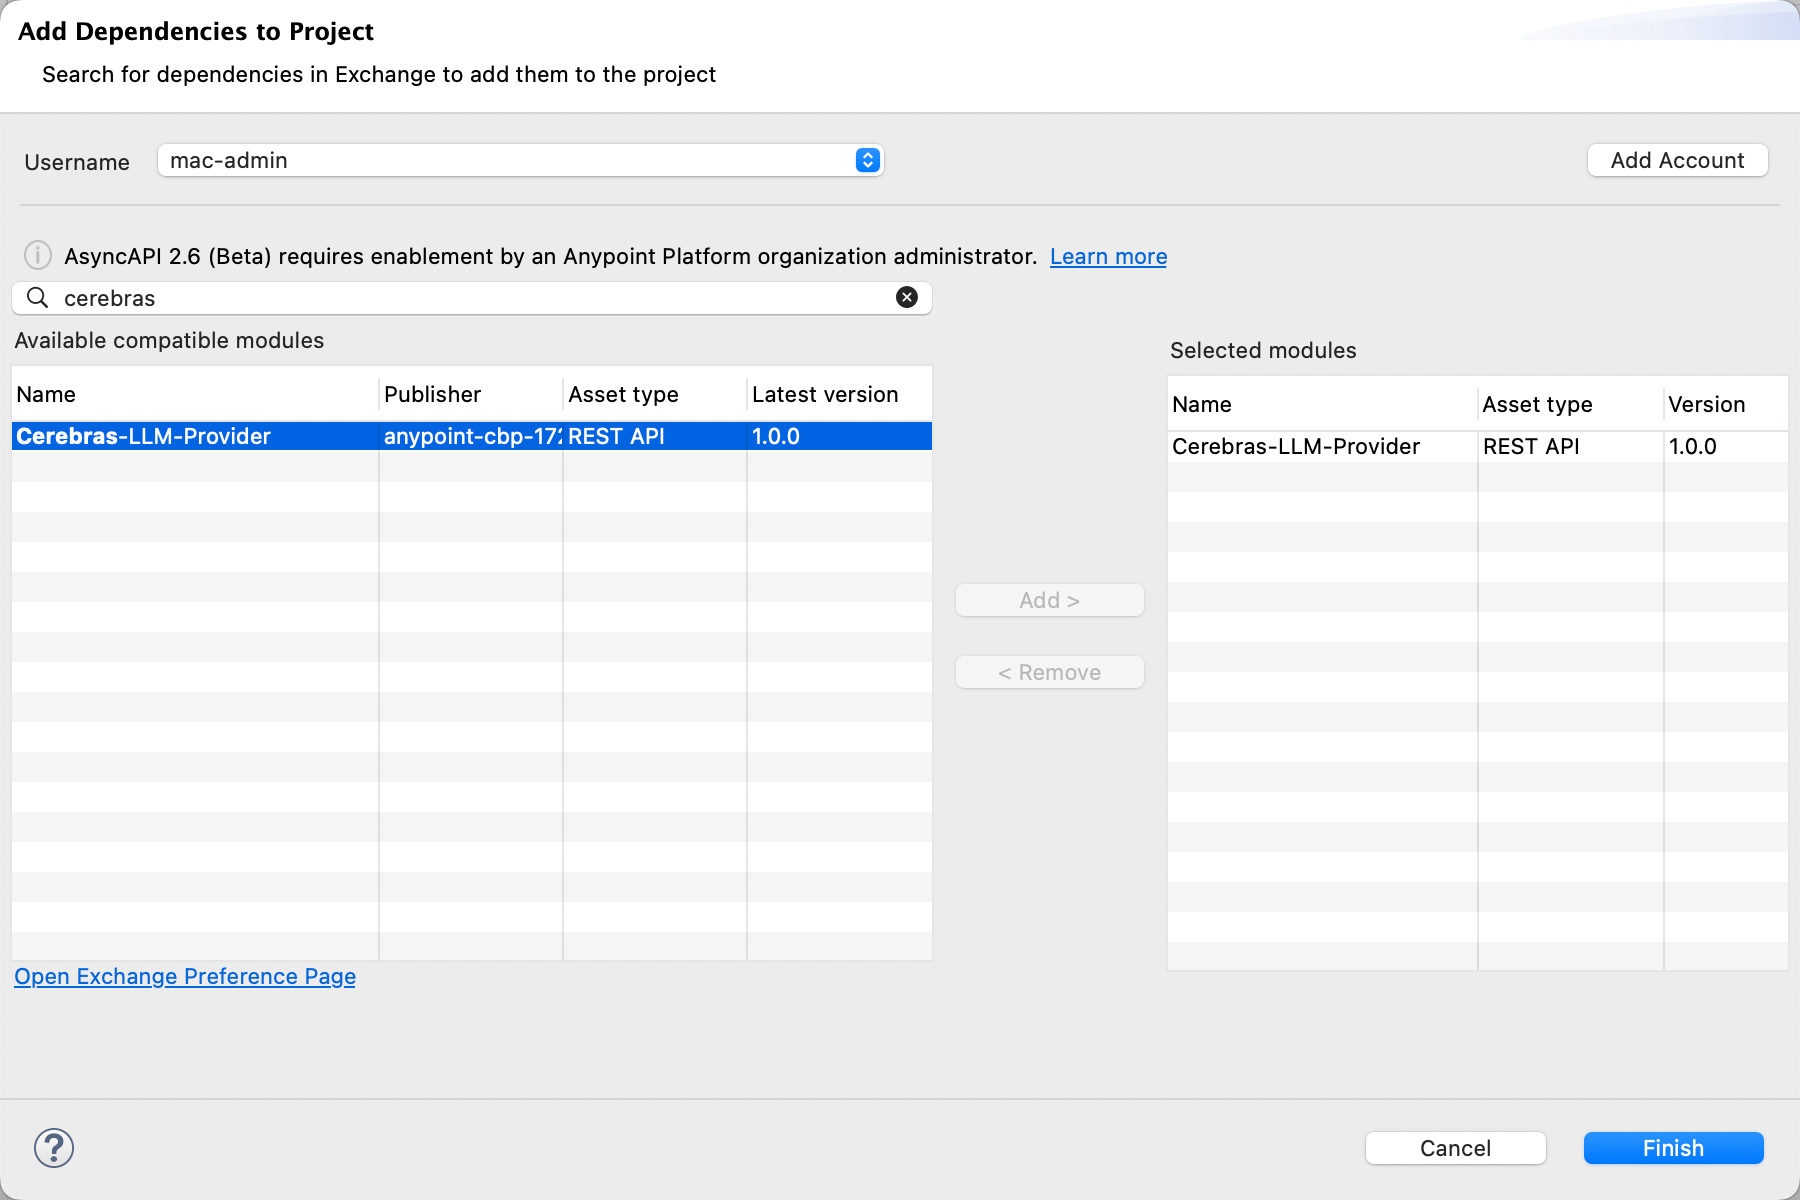 Add Dependencies to Project
Search for dependencies in Exchange to add them to the project
Username mac-admin Add Account
AsyncAPI 2.6 (Beta) requires enablement by an Anypoint Platform organization administrator. Learn more
cerebras
Available compatible modules
Name Publisher Asset type Latest version
Cerebras-LLM-Provider anypoint-cbp-172 REST API 1.0.0
Open Exchange Preference Page
Add >
< Remove
Selected modules
Name Asset type Version
Cerebras-LLM-Provider REST API 1.0.0
? Cancel Finish